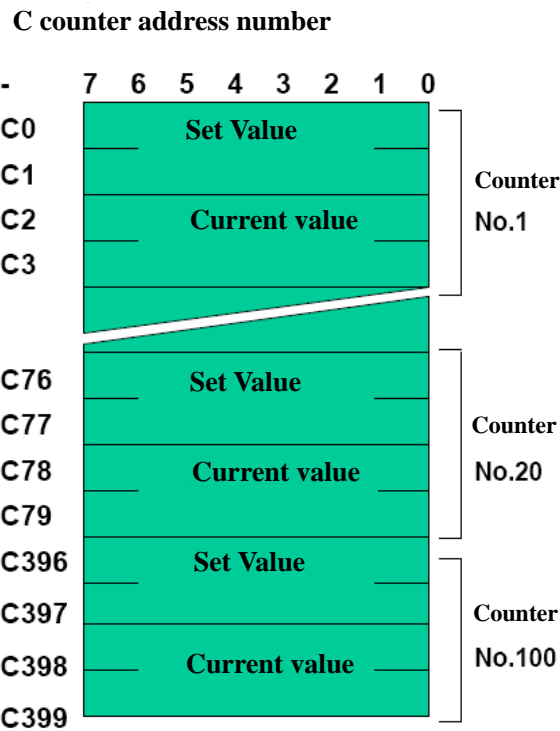 C counter address number
- 7 6 5 4 3 2 1 0
C0 Set Value
C1
Counter
C2 Current value No.1
C3
C76 Set Value
C77 Counter
C78 Current value No.20
C79
C396 Set Value
C397 Counter
C398 Current value No.100
C399